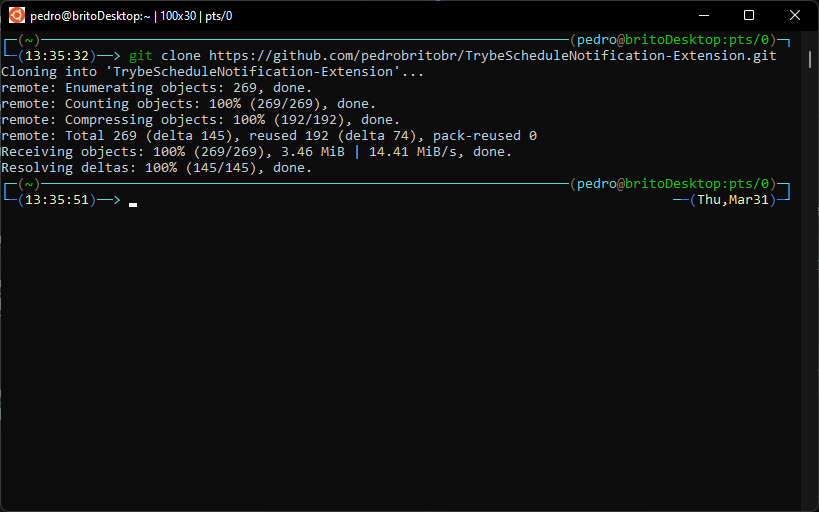 pedro@britoDesktop:~ | 100x30 | pts/0
(~) (pedro@britoDesktop:pts/0)
(13:35:32)──> git clone https://github.com/pedrobritobr/TrybeScheduleNotification-Extension.git
Cloning into 'TrybeScheduleNotification-Extension'...
remote: Enumerating objects: 269, done.
remote: Counting objects: 100% (269/269), done.
remote: Compressing objects: 100% (192/192), done.
remote: Total 269 (delta 145), reused 192 (delta 74), pack-reused 0
Receiving objects: 100% (269/269), 3.46 MiB | 14.41 MiB/s, done.
Resolving deltas: 100% (145/145), done.
(~) (pedro@britoDesktop:pts/0)
(13:35:51)──> (Thu,Mar31)